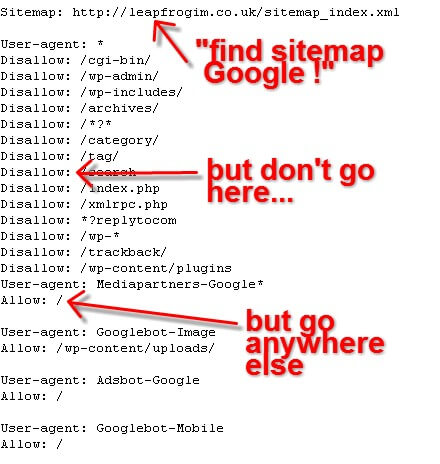 Sitemap: http://leapfrogim.co.uk/sitemap_index.xml
"find sitemap
Google !"
User-agent: *
Disallow: /cgi-bin/
Disallow: /wp-admin/
Disallow: /wp-includes/
Disallow: /archives/
Disallow: /*?*
Disallow: /category/
Disallow: /tag/
Disallow: /search
but don't go
here...
Disallow: /index.php
Disallow: /xmlrpc.php
Disallow: *?replytocom
Disallow: /wp-*
Disallow: /trackback/
Disallow: /wp-content/plugins
User-agent: Mediapartners-Google*
Allow: /
but go
anywhere
else
User-agent: Googlebot-Image
Allow: /wp-content/uploads/
User-agent: Adsbot-Google
Allow: /
User-agent: Googlebot-Mobile
Allow: /